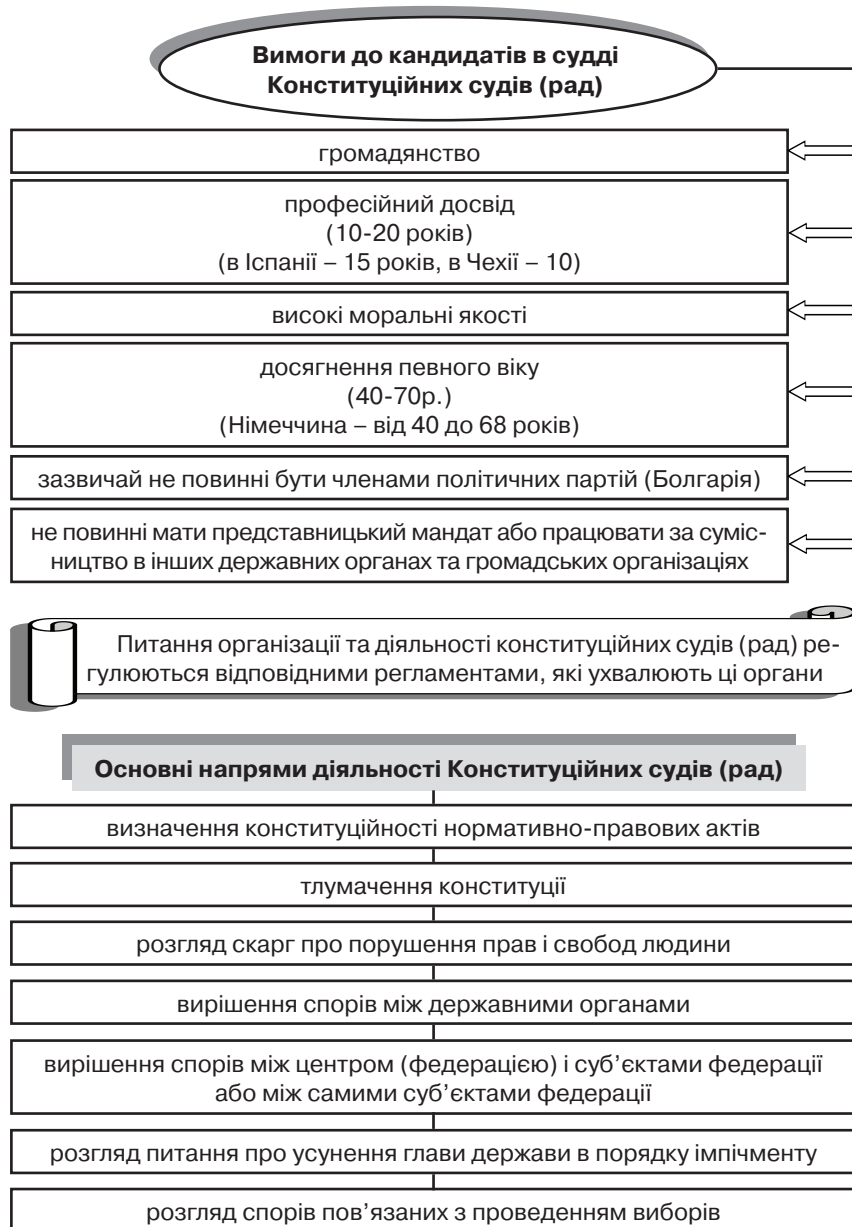 Вимоги до кандидатів в судді
Конституційних судів (рад)
громадянство
професійний досвід
(10-20 років)
(в Іспанії – 15 років, в Чехії – 10)
високі моральні якості
досягнення певного віку
(40-70р.)
(Німеччина – від 40 до 68 років)
зазвичай не повинні бути членами політичних партій (Болгарія)
не повинні мати представницький мандат або працювати за суміс-
ництво в інших державних органах та громадських організаціях
Питання організації та діяльності конституційних судів (рад) ре-
гулюються відповідними регламентами, які ухвалюють ці органи
Основні напрями діяльності Конституційних судів (рад)
визначення конституційності нормативно-правових актів
тлумачення конституції
розгляд скарг про порушення прав і свобод людини
вирішення спорів між державними органами
вирішення спорів між центром (федерацією) і суб’єктами федерації
або між самими суб’єктами федерації
розгляд питання про усунення глави держави в порядку імпічменту
розгляд спорів пов’язаних з проведенням виборів